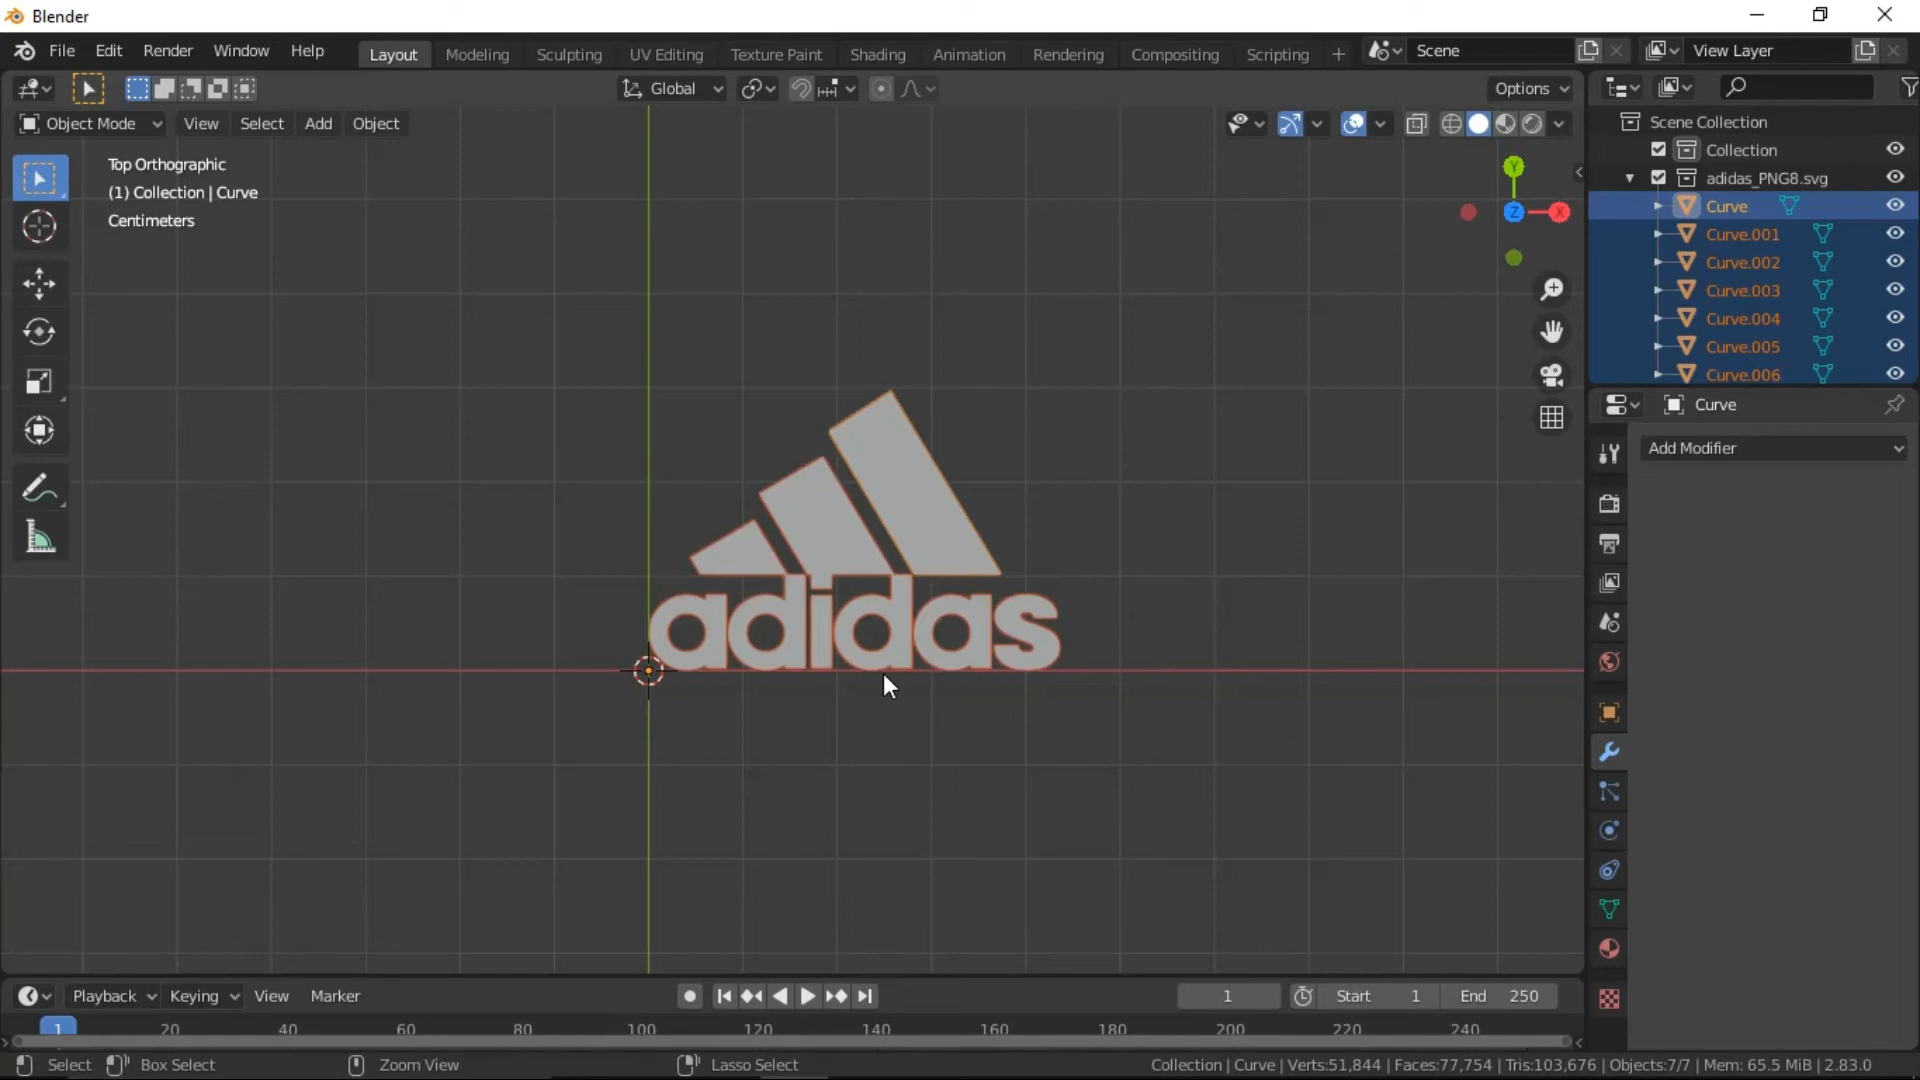 Blender
File Edit Render Window Help Layout Modeling Sculpting UV Editing Texture Paint Shading Animation Rendering Compositing Scripting + Scene View Layer
Global Options
Object Mode View Select Add Object
Scene Collection
Collection
adidas_PNG8.svg
Curve
Curve.001
Curve.002
Curve.003
Curve.004
Curve.005
Curve.006
Top Orthographic
(1) Collection | Curve
Centimeters
Y
Z X
Curve
Add Modifier
adidas
Playback Keying View Marker 1 Start 1 End 250
1 20 40 60 80 100 120 140 160 180 200 220 240
Select Box Select Zoom View Lasso Select Collection | Curve | Verts:51,844 | Faces:77,754 | Tris:103,676 | Objects:7/7 | Mem: 65.5 MiB | 2.83.0